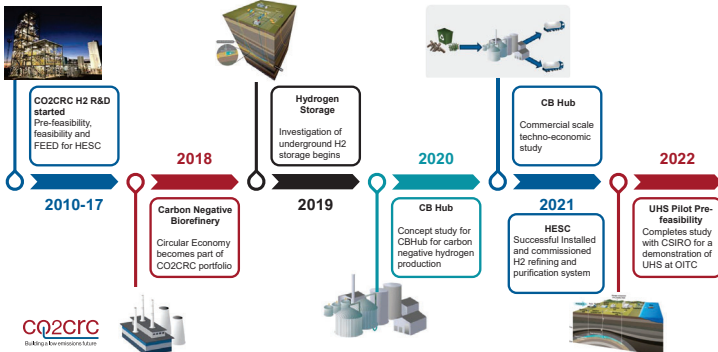 CO2CRC H2 R&D
started
Pre-feasibility,
feasibility and
FEED for HESC
2010-17
2018
Carbon Negative
Biorefinery
Circular Economy
becomes part of
CO2CRC portfolio
Hydrogen
Storage
Investigation of
underground H2
storage begins
2019
2020
CB Hub
Concept study for
CBHub for carbon
negative hydrogen
production
CB Hub
Commercial scale
techno-economic
study
2021
HESC
Successful Installed
and commissioned
H2 refining and
purification system
2022
UHS Pilot Pre-
feasibility
Completes study
with CSIRO for a
demonstration of
UHS at OITC
CO2CRC
Building a low emissions future